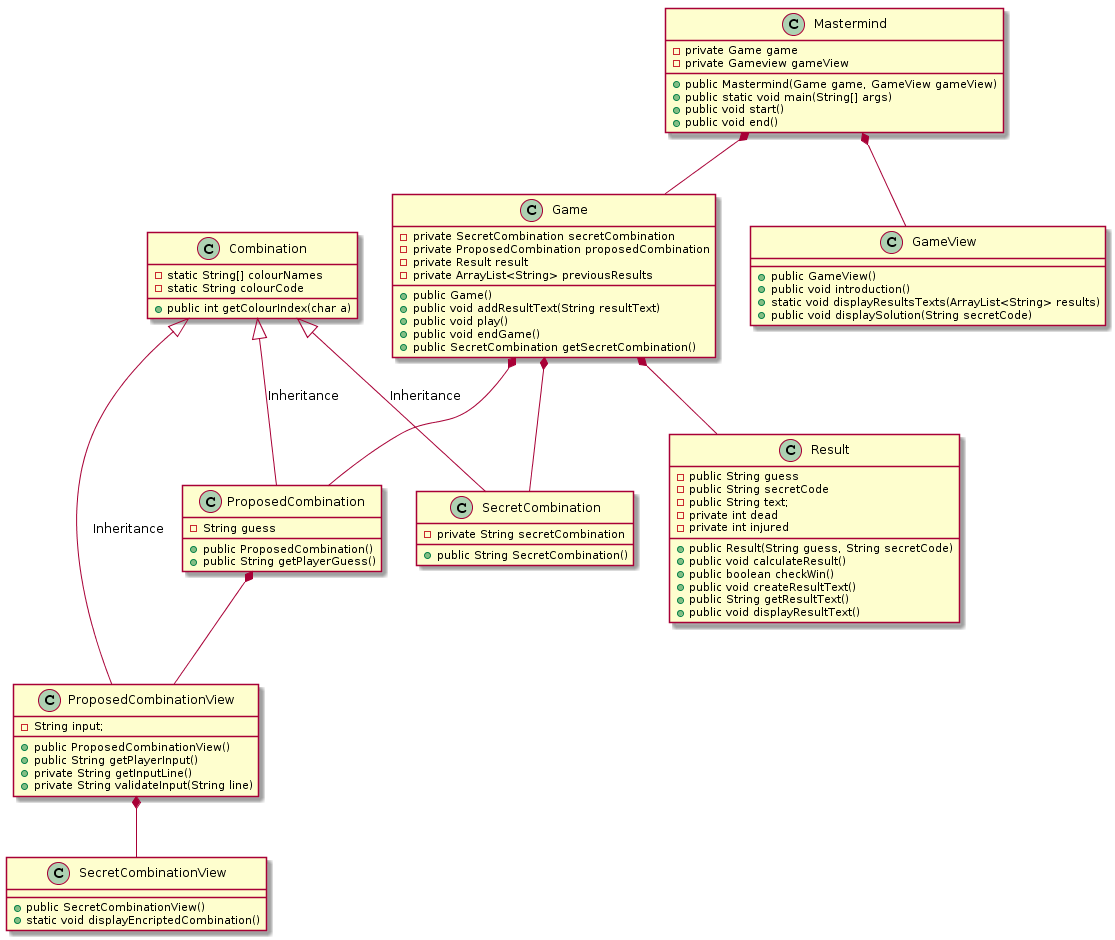 C Mastermind
private Game game
private Gameview gameView
public Mastermind(Game game, GameView gameView)
public static void main(String[] args)
public void start()
public void end()
C Game
private SecretCombination secretCombination
private ProposedCombination proposedCombination
private Result result
private ArrayList<String> previousResults
public Game()
public void addResultText(String resultText)
public void play()
public void endGame()
public SecretCombination getSecretCombination()
C GameView
public GameView()
public void introduction()
static void displayResultsTexts(ArrayList<String> results)
public void displaySolution(String secretCode)
C Combination
static String[] colourNames
static String colourCode
public int getColourIndex(char a)
Inheritance
Inheritance
Inheritance
C Result
public String guess
public String secretCode
public String text;
private int dead
private int injured
public Result(String guess, String secretCode)
public void calculateResult()
public boolean checkWin()
public void createResultText()
public String getResultText()
public void displayResultText()
C ProposedCombination
String guess
public ProposedCombination()
public String getPlayerGuess()
C SecretCombination
private String secretCombination
public String SecretCombination()
C ProposedCombinationView
String input;
public ProposedCombinationView()
public String getPlayerInput()
private String getInputLine()
private String validateInput(String line)
C SecretCombinationView
public SecretCombinationView()
static void displayEncriptedCombination()